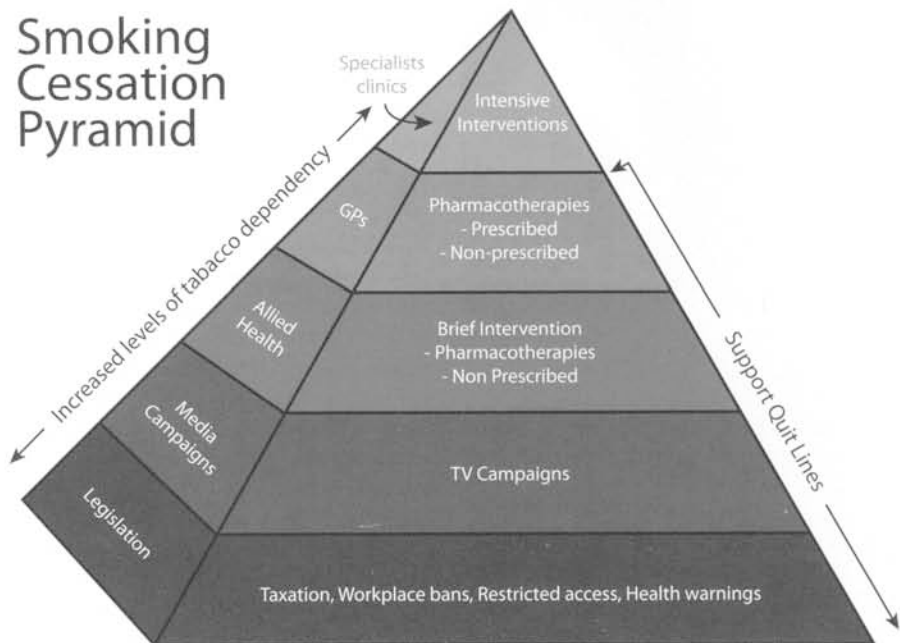 Smoking
Cessation
Pyramid
Specialists
clinics
Intensive
Interventions
Increased levels of tabacco dependency
GPs
Pharmacotherapies
- Prescribed
- Non-prescribed
Allied
Health
Brief Intervention
- Pharmacotherapies
- Non Prescribed
Support Quit Lines
Media
Campaigns
TV Campaigns
Legislation
Taxation, Workplace bans, Restricted access, Health warnings